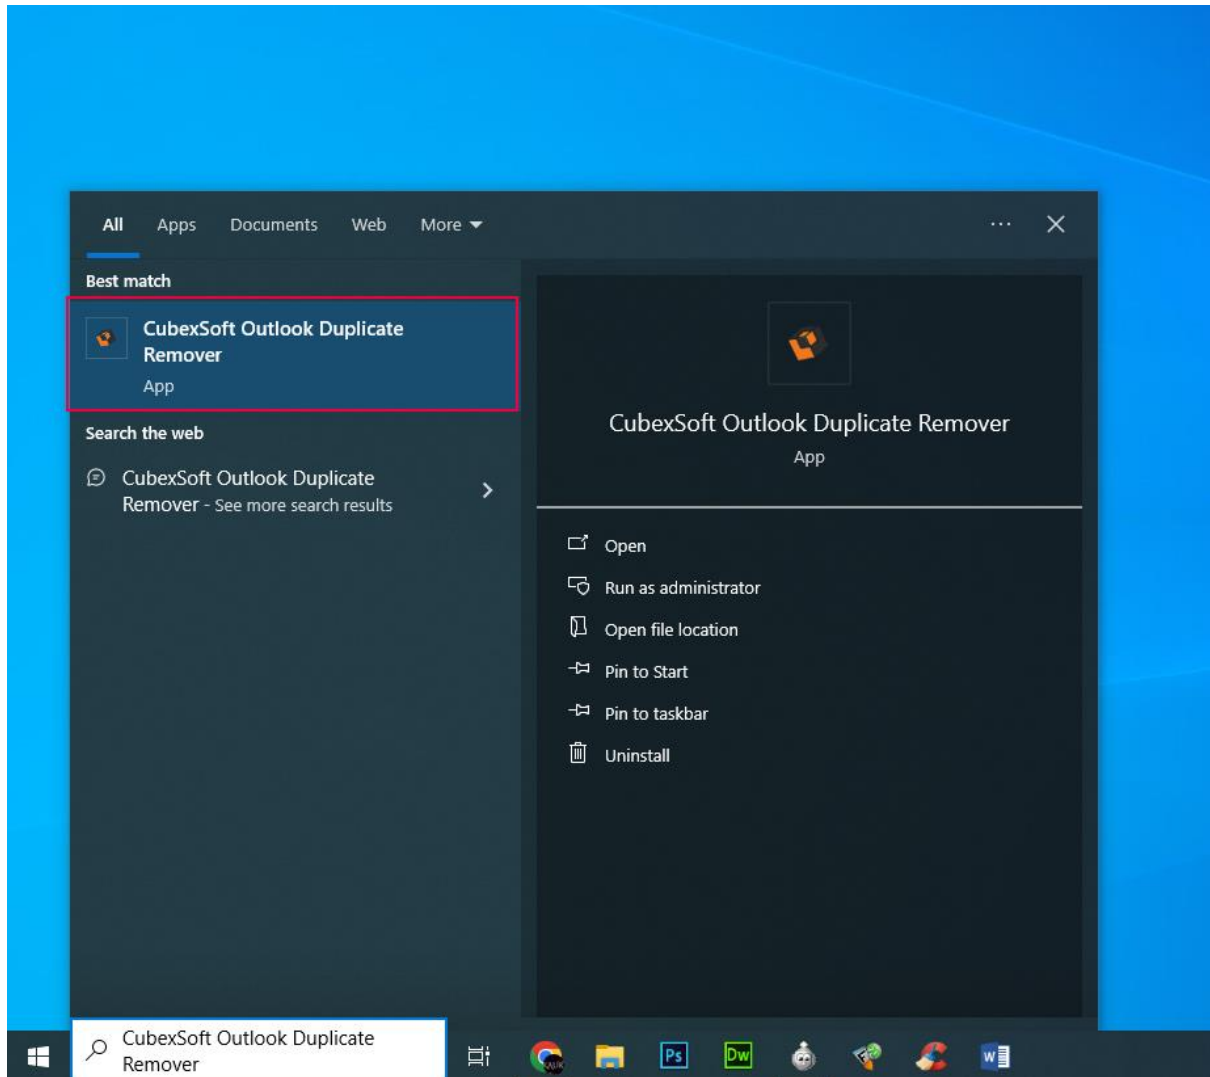 All Apps Documents Web More
Best match
CubexSoft Outlook Duplicate
Remover
App
Search the web
CubexSoft Outlook Duplicate
Remover - See more search results
CubexSoft Outlook Duplicate Remover
App
Open
Run as administrator
Open file location
Pin to Start
Pin to taskbar
Uninstall
CubexSoft Outlook Duplicate
Remover
Ps Dw W